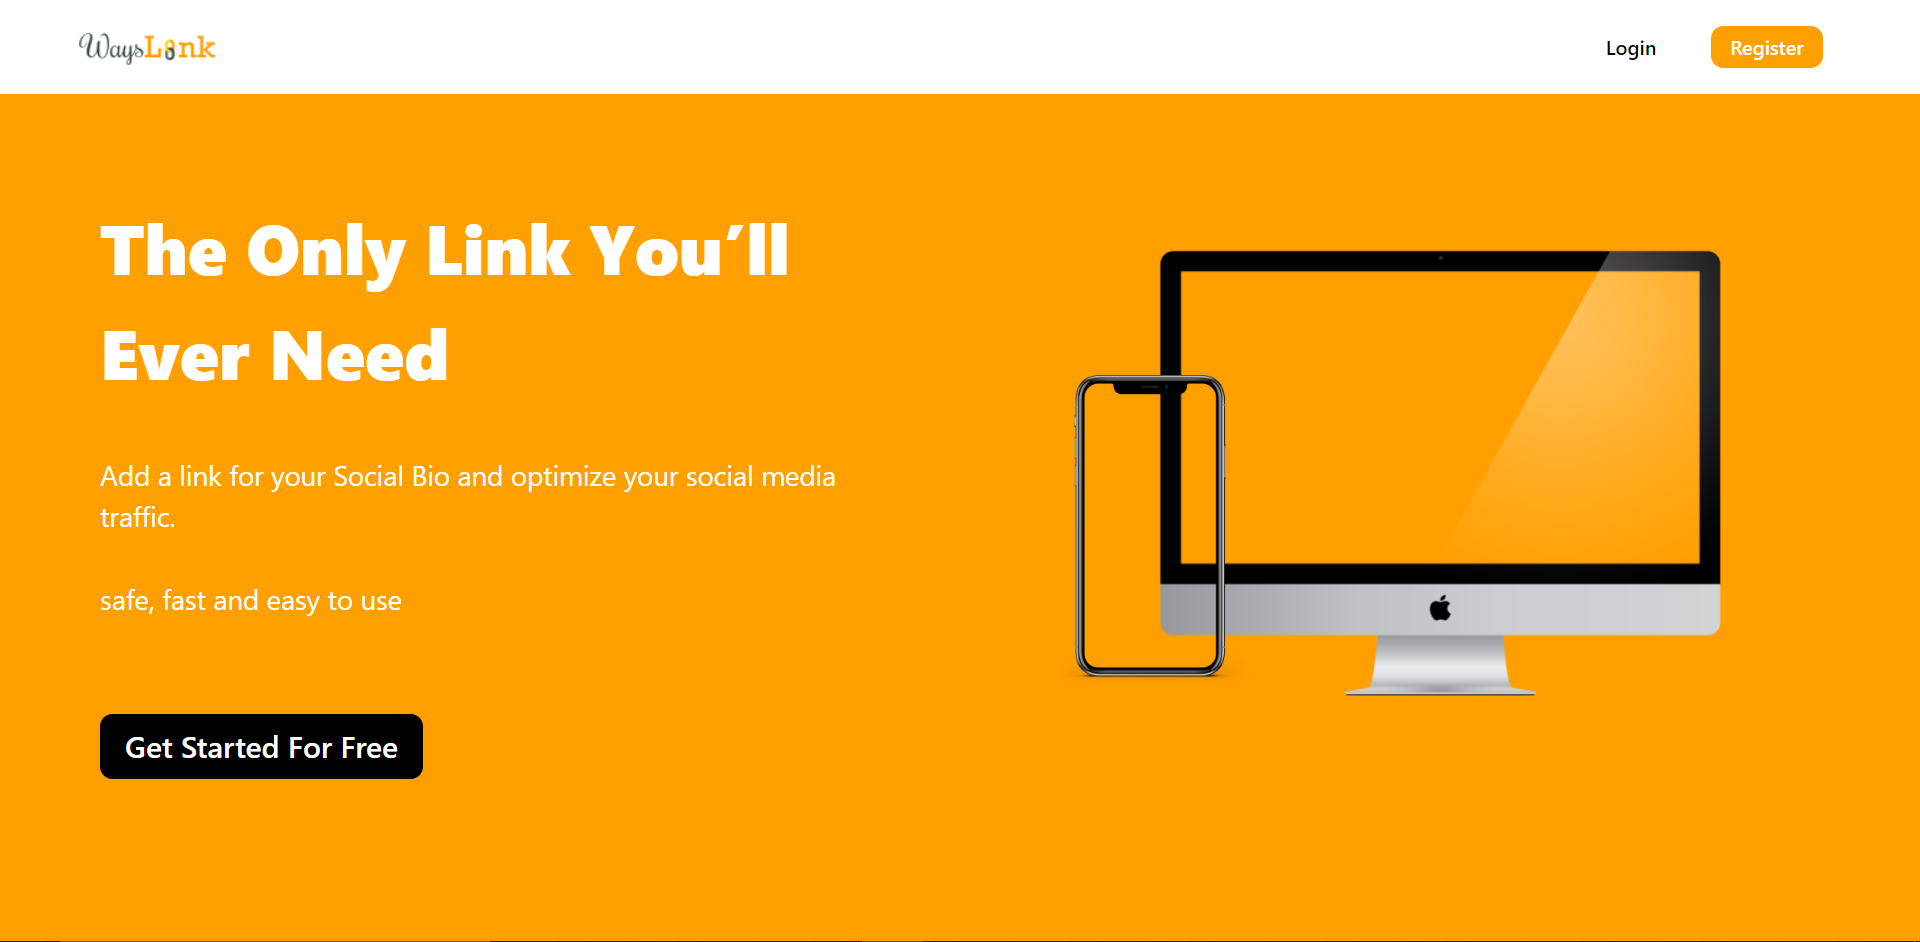 WaysLink
Login
Register
The Only Link You’ll
Ever Need
Add a link for your Social Bio and optimize your social media
traffic.
safe, fast and easy to use
Get Started For Free